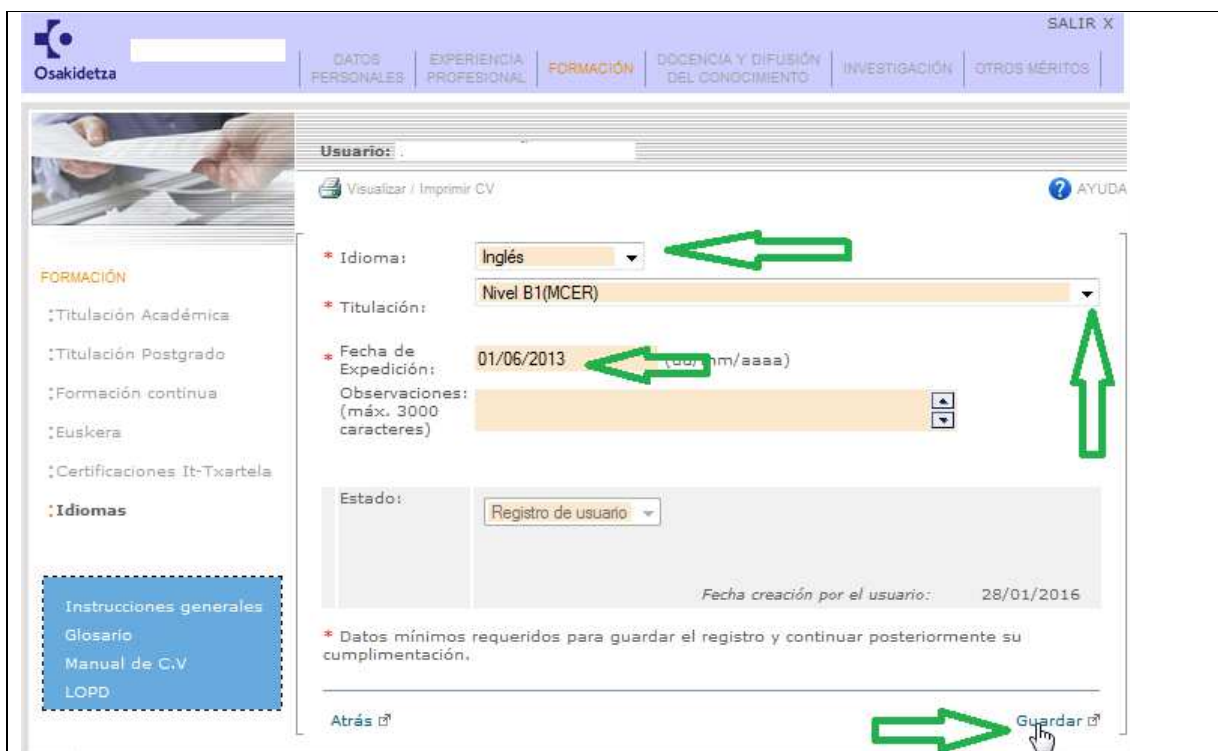 SALIR X
Osakidetza
DATOS PERSONALES
EXPERIENCIA PROFESIONAL
FORMACIÓN
DOCENCIA Y DIFUSIÓN DEL CONOCIMIENTO
INVESTIGACIÓN
OTROS MÉRITOS
Usuario:
Visualizar / Imprimir CV
? AYUDA
* Idioma: Inglés
* Titulación: Nivel B1(MCER)
* Fecha de Expedición: 01/06/2013 (dd/mm/aaaa)
Observaciones:
(máx. 3000
caracteres)
FORMACIÓN
:Titulación Académica
:Titulación Postgrado
:Formación continua
:Euskera
:Certificaciones It-Txartela
:Idiomas
Estado: Registro de usuario
Fecha creación por el usuario: 28/01/2016
Instrucciones generales
Glosario
Manual de C.V
LOPD
* Datos mínimos requeridos para guardar el registro y continuar posteriormente su
cumplimentación.
Atrás
Guardar